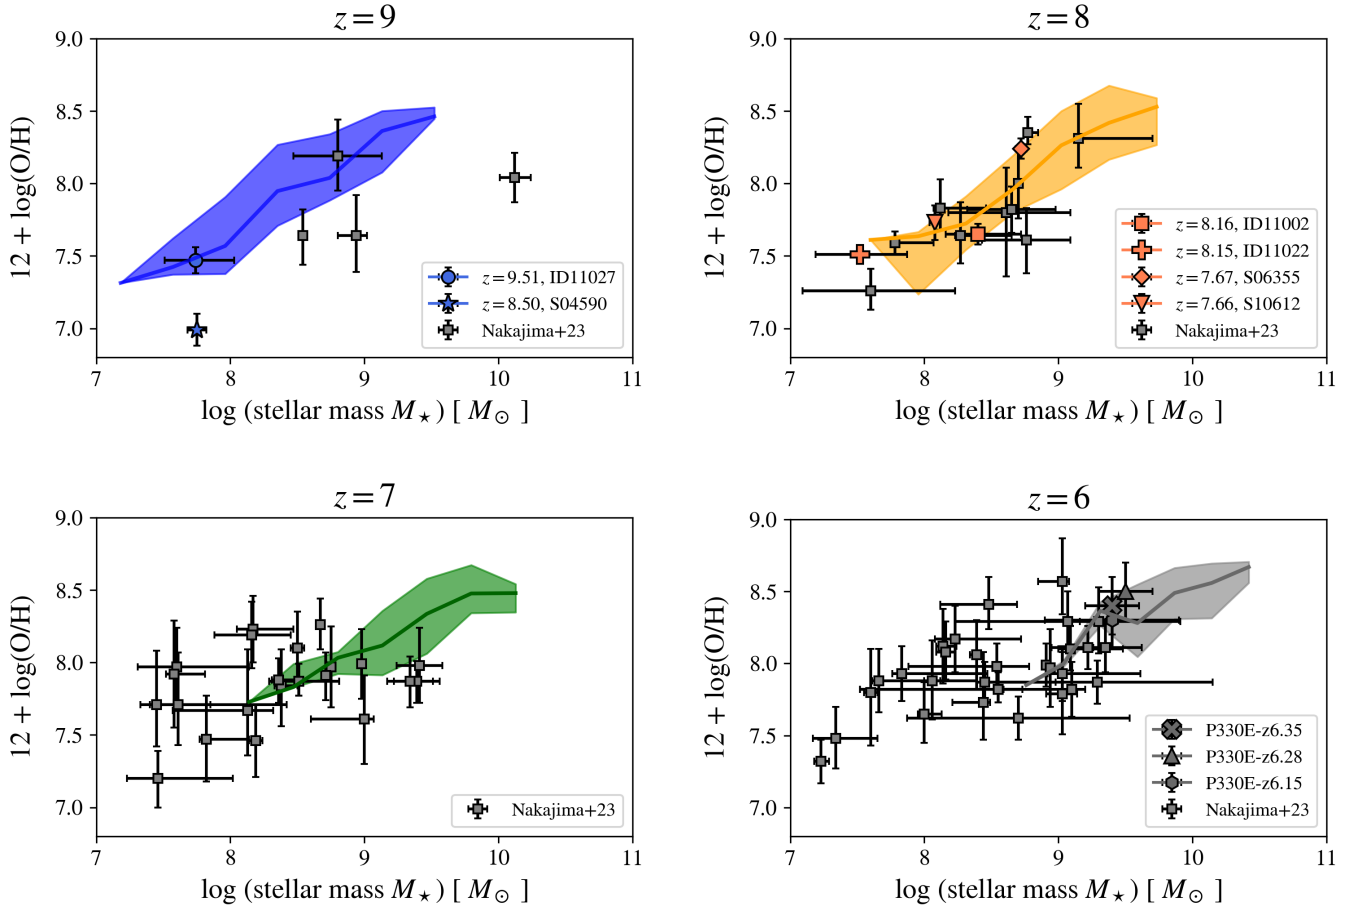 z = 9
9.0
8.5
8.0
7.5
7.0
12 + log(O/H)
z = 9.51, ID11027
z = 8.50, S04590
Nakajima+23
7 8 9 10 11
log (stellar mass M⋆) [ M⊙ ]
z = 8
9.0
8.5
8.0
7.5
7.0
12 + log(O/H)
z = 8.16, ID11002
z = 8.15, ID11022
z = 7.67, S06355
z = 7.66, S10612
Nakajima+23
7 8 9 10 11
log (stellar mass M⋆) [ M⊙ ]
z = 7
9.0
8.5
8.0
7.5
7.0
12 + log(O/H)
Nakajima+23
7 8 9 10 11
log (stellar mass M⋆) [ M⊙ ]
z = 6
9.0
8.5
8.0
7.5
7.0
12 + log(O/H)
P330E-z6.35
P330E-z6.28
P330E-z6.15
Nakajima+23
7 8 9 10 11
log (stellar mass M⋆) [ M⊙ ]